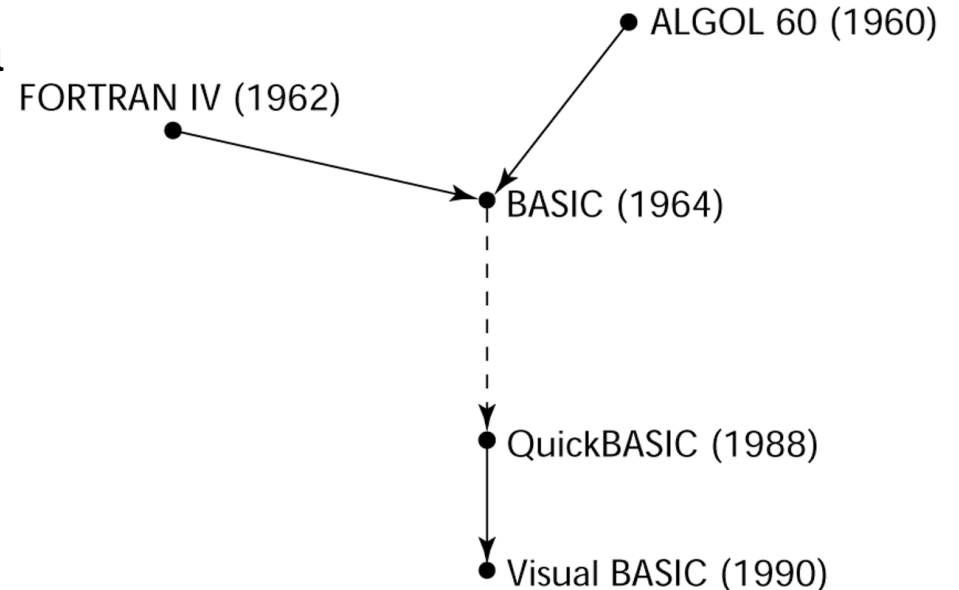 ALGOL 60 (1960)
FORTRAN IV (1962)
BASIC (1964)
QuickBASIC (1988)
Visual BASIC (1990)